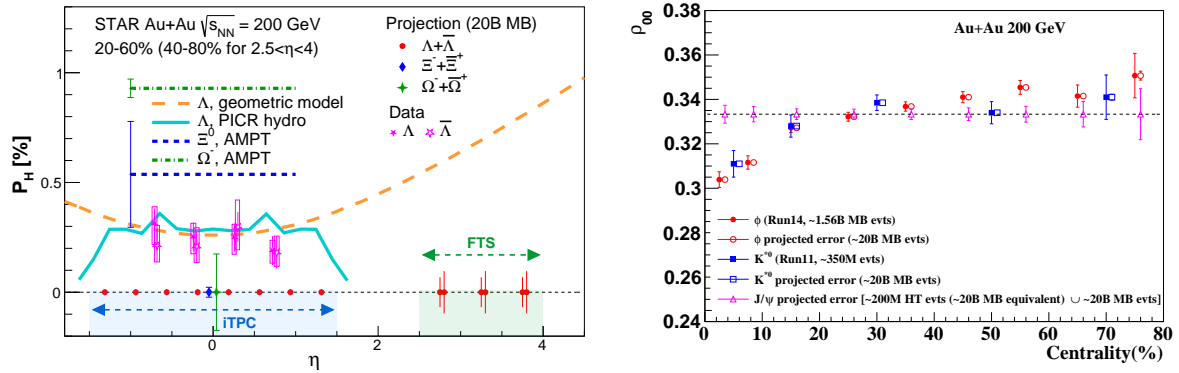 STAR Au+Au √s_NN = 200 GeV
20-60% (40-80% for 2.5<η<4)
Projection (20B MB)
Λ+Λ̅
Ξ⁻+Ξ̅⁺
Ω⁻+Ω̅⁺
Data
Λ Λ̅
Λ, geometric model
Λ, PICR hydro
Ξ⁰, AMPT
Ω⁻, AMPT
P_H [%]
1
0.5
0
iTPC
FTS
0 2 4
η
Au+Au 200 GeV
ρ₀₀
0.36
0.34
0.32
0.3
0.28
0.26
0.24
ϕ (Run14, ~1.56B MB evts)
ϕ projected error (~20B MB evts)
K*⁰ (Run11, ~350M evts)
K*⁰ projected error (~20B MB evts)
J/ψ projected error [~200M HT evts (~20B MB equivalent) ∪ ~20B MB evts]
0 10 20 30 40 50 60 70 80
Centrality(%)